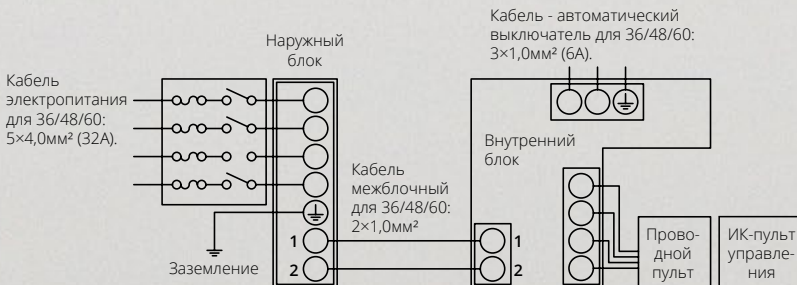 Кабель - автоматический
выключатель для 36/48/60:
3×1,0мм² (6А).
Наружный
блок
Кабель
электропитания
для 36/48/60:
5×4,0мм² (32А).
Внутренний
блок
Кабель
межблочный
для 36/48/60:
2×1,0мм²
Заземление
1
2
1
2
Прово-
дной
пульт
ИК-пульт
управле-
ния